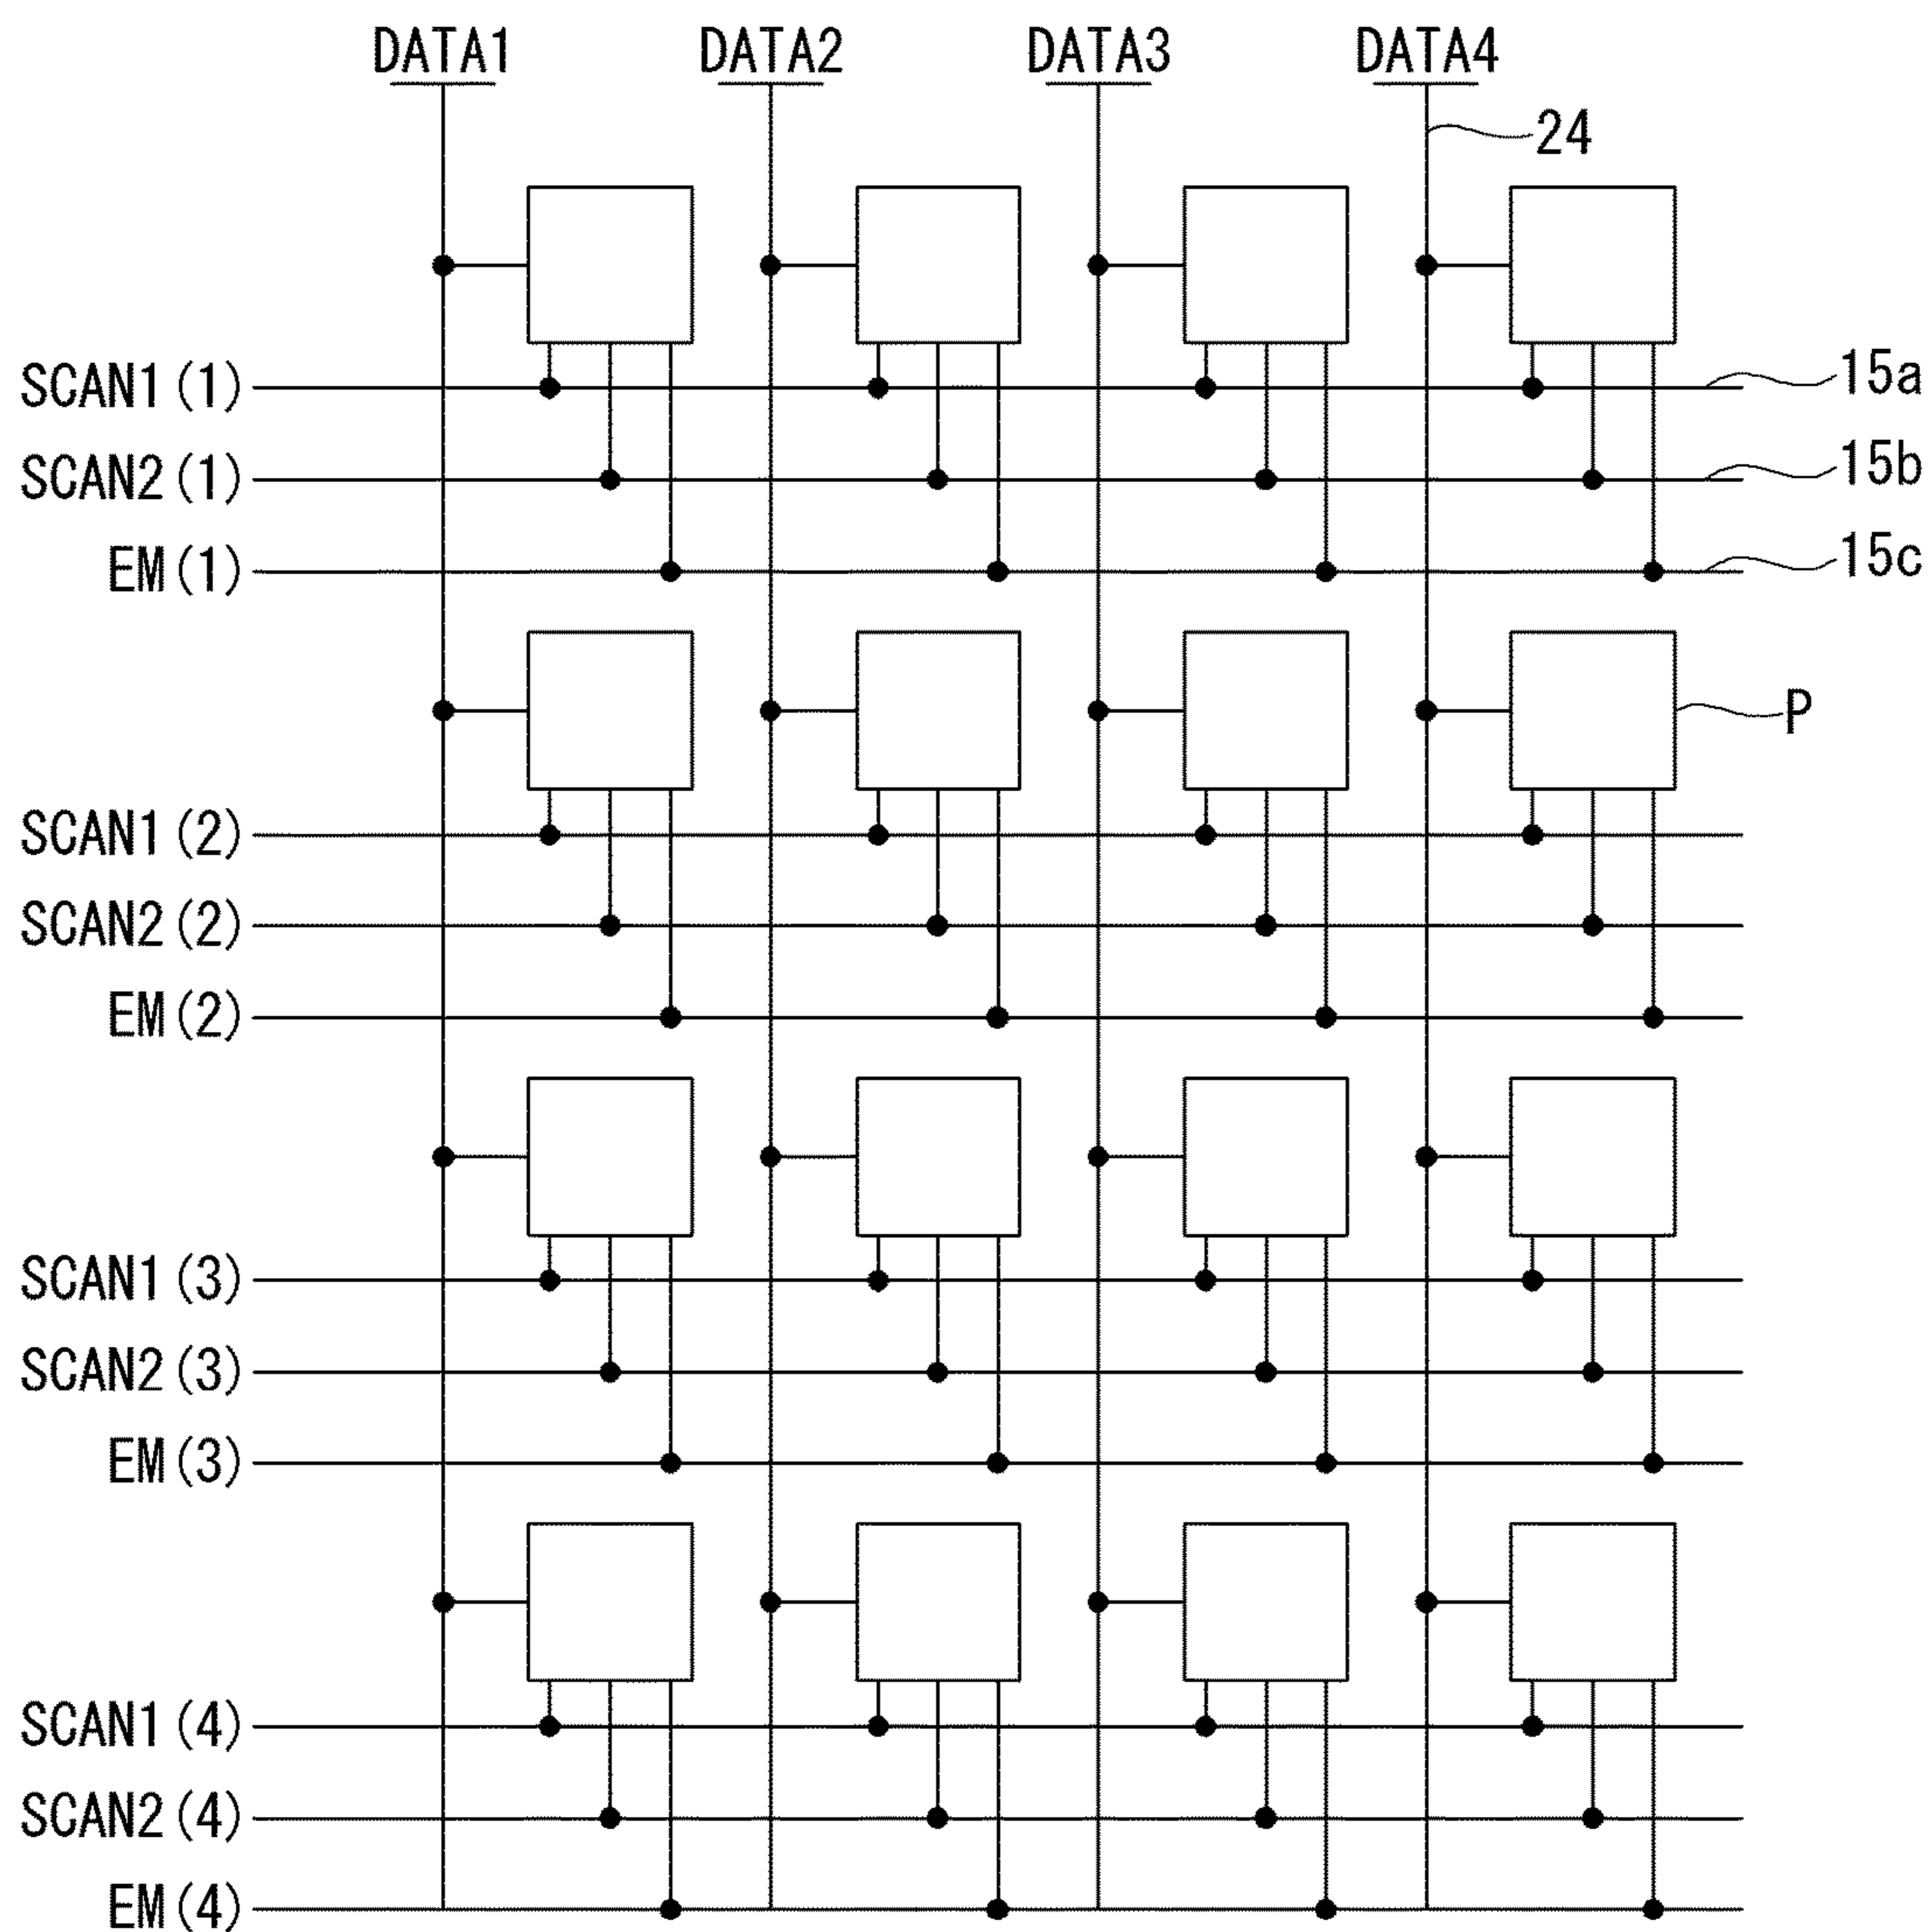 DATA1 DATA2 DATA3 DATA4
24
SCAN1(1) 15a
SCAN2(1) 15b
EM(1) 15c
P
SCAN1(2)
SCAN2(2)
EM(2)
SCAN1(3)
SCAN2(3)
EM(3)
SCAN1(4)
SCAN2(4)
EM(4)